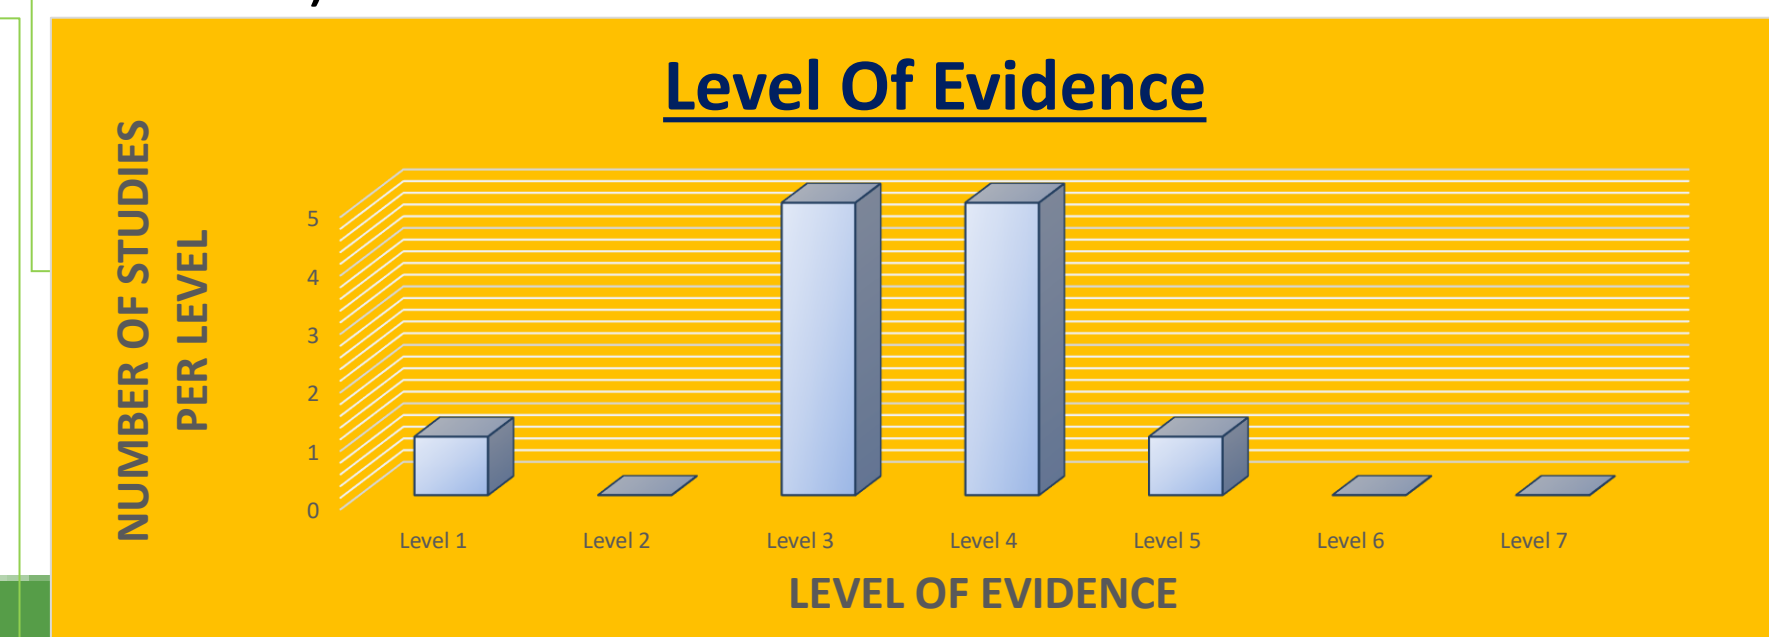 Level Of Evidence
NUMBER OF STUDIES
PER LEVEL
5
4
3
2
1
0
Level 1
Level 2
Level 3
Level 4
Level 5
Level 6
Level 7
LEVEL OF EVIDENCE